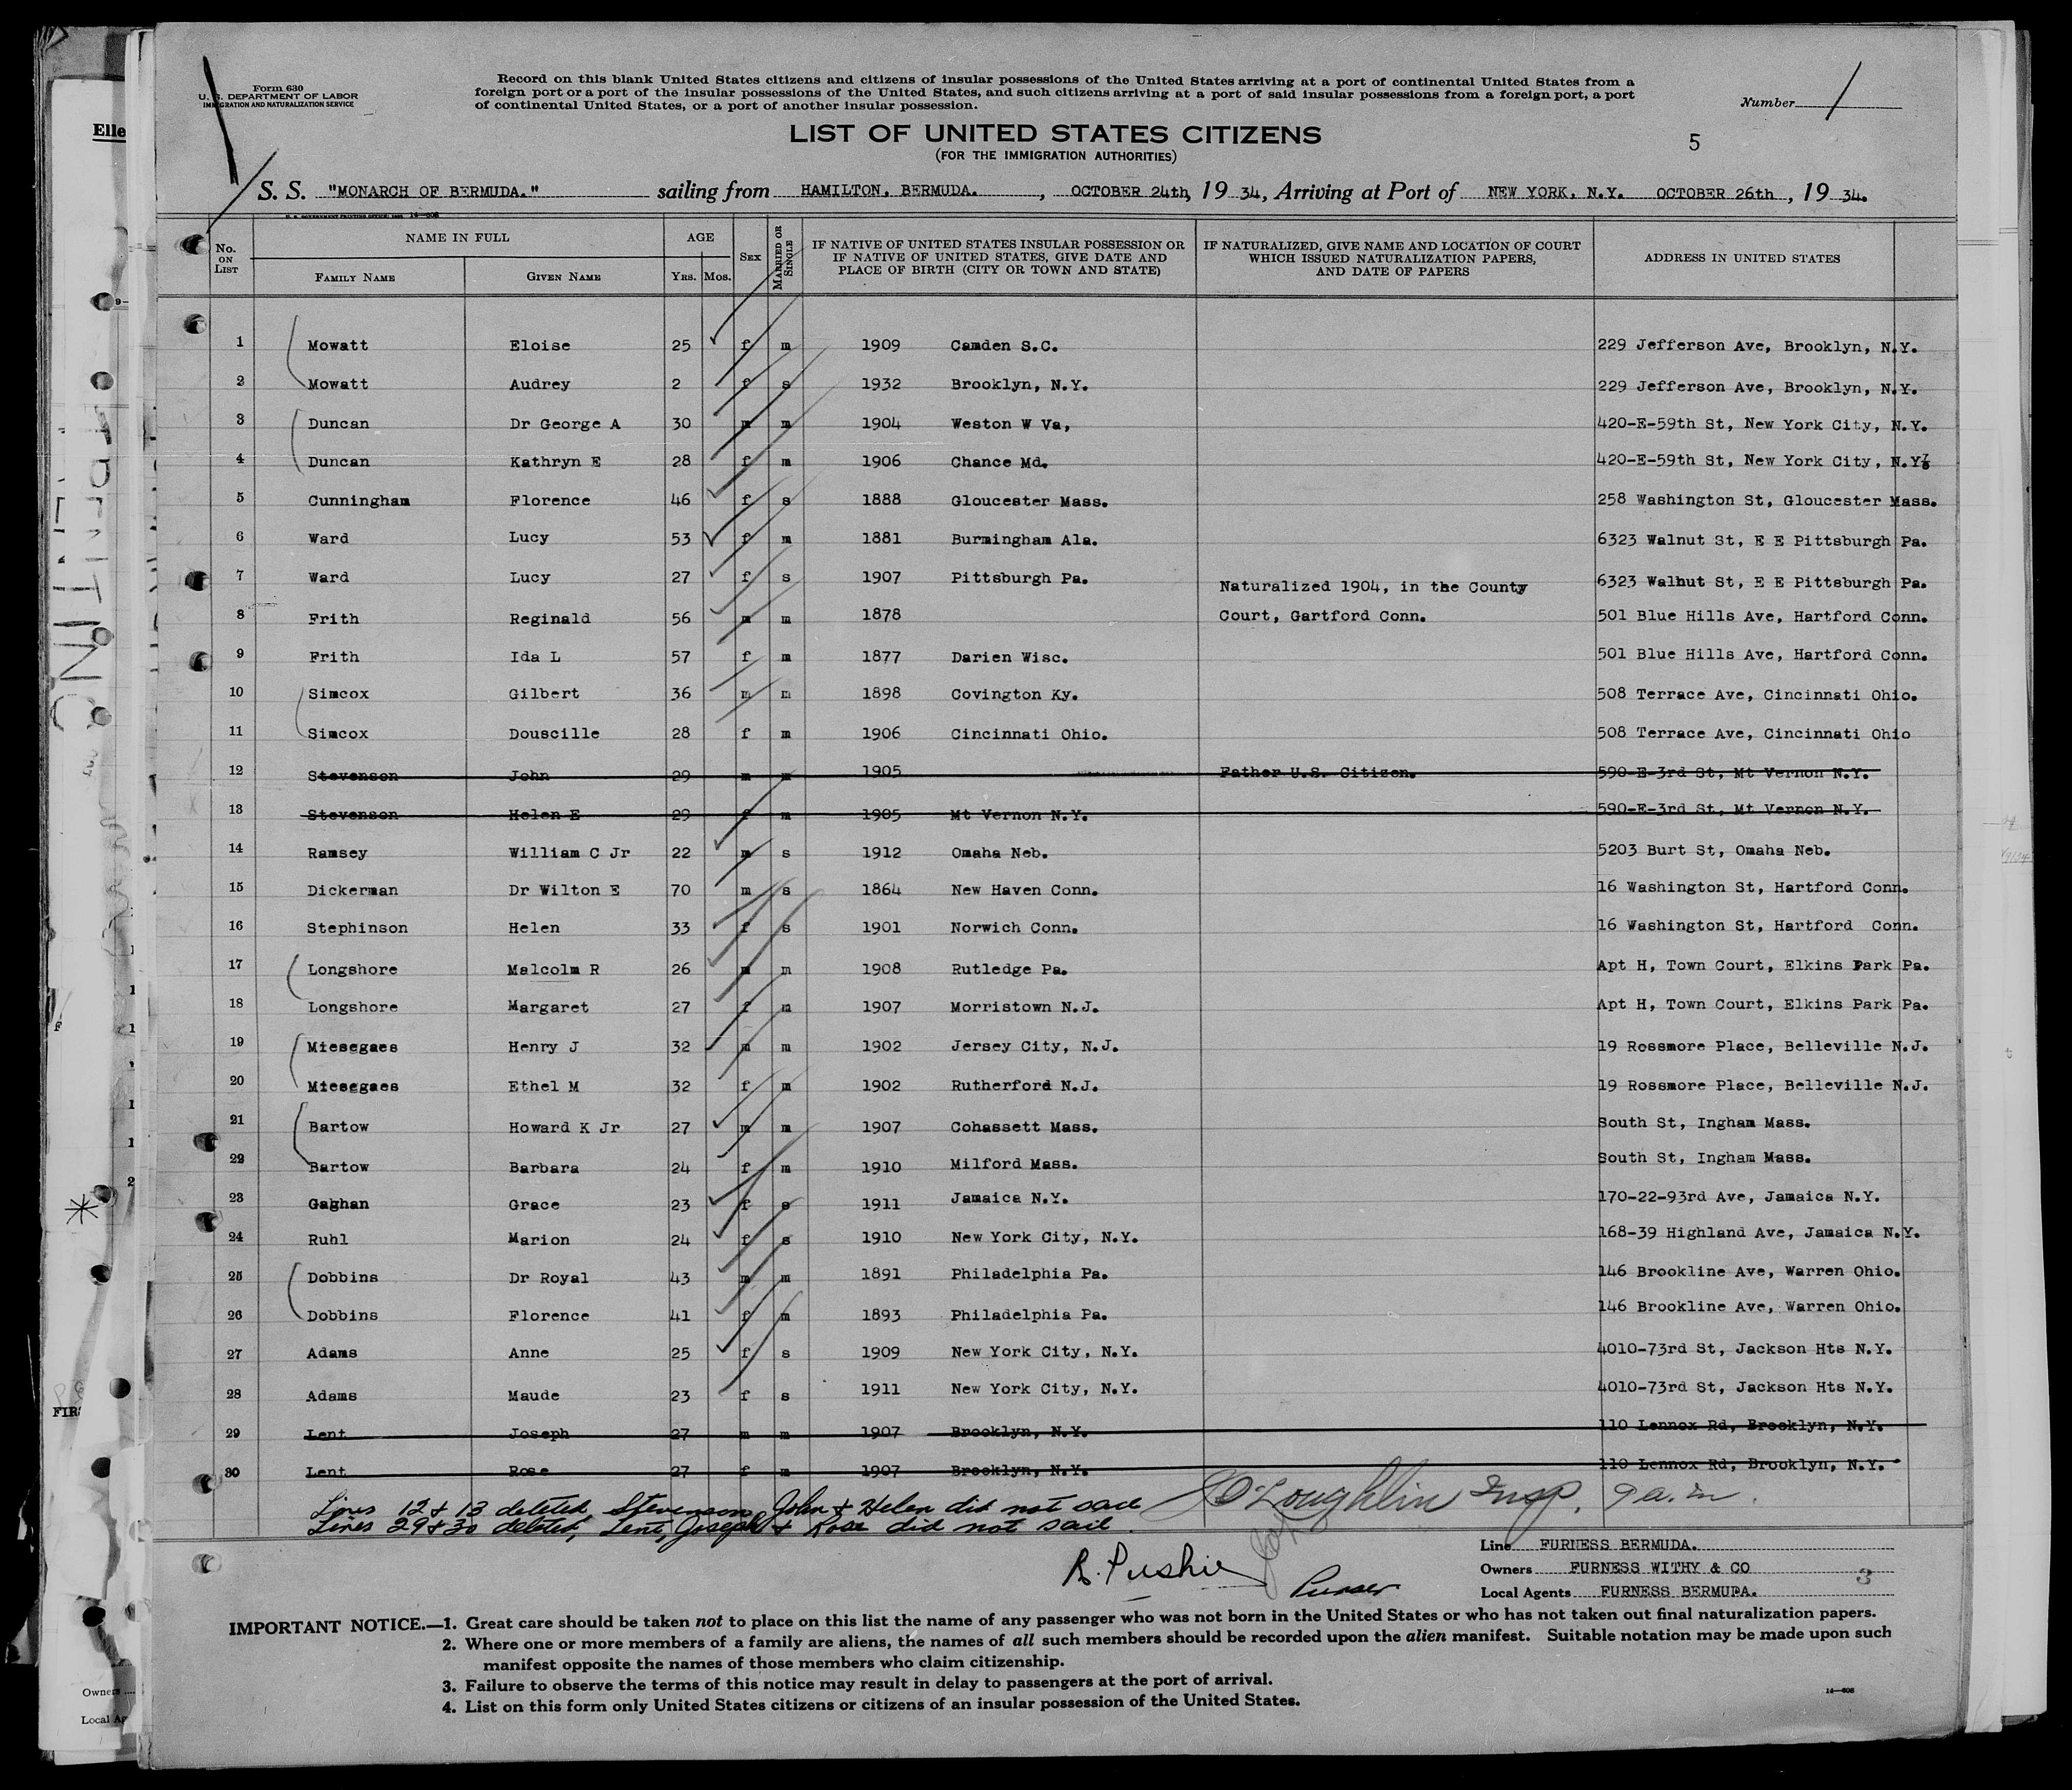 Form 630
U. S. DEPARTMENT OF LABOR
IMMIGRATION AND NATURALIZATION SERVICE
Record on this blank United States citizens and citizens of insular possessions of the United States arriving at a port of continental United States from a
foreign port or a port of the insular possessions of the United States, and such citizens arriving at a port of said insular possessions from a foreign port, a port
of continental United States, or a port of another insular possession.
Number 1
LIST OF UNITED STATES CITIZENS
(FOR THE IMMIGRATION AUTHORITIES)
5
S. S. "MONARCH OF BERMUDA." sailing from HAMILTON. BERMUDA. , OCTOBER 24th, 19 34, Arriving at Port of NEW YORK, N.Y. OCTOBER 26th , 19 34.
No. ON LIST NAME IN FULL FAMILY NAME GIVEN NAME AGE YRS. MOS. SEX MARRIED OR SINGLE IF NATIVE OF UNITED STATES INSULAR POSSESSION OR IF NATIVE OF UNITED STATES, GIVE DATE AND PLACE OF BIRTH (CITY OR TOWN AND STATE) IF NATURALIZED, GIVE NAME AND LOCATION OF COURT WHICH ISSUED NATURALIZATION PAPERS, AND DATE OF PAPERS ADDRESS IN UNITED STATES
1 Mowatt Eloise 25 f m 1909 Camden S.C. 229 Jefferson Ave, Brooklyn, N.Y.
2 Mowatt Audrey 2 f s 1932 Brooklyn, N.Y. 229 Jefferson Ave, Brooklyn, N.Y.
3 Duncan Dr George A 30 m m 1904 Weston W Va, 420-E-59th St, New York City, N.Y.
4 Duncan Kathryn E 28 f m 1906 Chance Md. 420-E-59th St, New York City, N.Y
5 Cunningham Florence 46 f s 1888 Gloucester Mass. 258 Washington St, Gloucester Mass.
6 Ward Lucy 53 f m 1881 Burmingham Ala. 6323 Walnut St, E E Pittsburgh Pa.
7 Ward Lucy 27 f s 1907 Pittsburgh Pa. 6323 Walnut St, E E Pittsburgh Pa.
8 Frith Reginald 56 m m 1878 Naturalized 1904, in the County Court, Gartford Conn. 501 Blue Hills Ave, Hartford Conn.
9 Frith Ida L 57 f m 1877 Darien Wisc. 501 Blue Hills Ave, Hartford Conn.
10 Simcox Gilbert 36 m m 1898 Covington Ky. 508 Terrace Ave, Cincinnati Ohio.
11 Simcox Douscille 28 f m 1906 Cincinnati Ohio. 508 Terrace Ave, Cincinnati Ohio
12 Stevenson John 29 m m 1905 Father U.S. Citizen. 590-E-3rd St, Mt Vernon N.Y.
13 Stevenson Helen E 29 f m 1905 Mt Vernon N.Y. 590-E-3rd St, Mt Vernon N.Y.
14 Ramsey William C Jr 22 m s 1912 Omaha Neb. 5203 Burt St, Omaha Neb.
15 Dickerman Dr Wilton E 70 m s 1864 New Haven Conn. 16 Washington St, Hartford Conn.
16 Stephinson Helen 33 f s 1901 Norwich Conn. 16 Washington St, Hartford Conn.
17 Longshore Malcolm R 26 m m 1908 Rutledge Pa. Apt H, Town Court, Elkins Park Pa.
18 Longshore Margaret 27 f m 1907 Morristown N.J. Apt H, Town Court, Elkins Park Pa.
19 Miesegaes Henry J 32 m m 1902 Jersey City, N.J. 19 Rossmore Place, Belleville N.J.
20 Miesegaes Ethel M 32 f m 1902 Rutherford N.J. 19 Rossmore Place, Belleville N.J.
21 Bartow Howard K Jr 27 m m 1907 Cohassett Mass. South St, Ingham Mass.
22 Bartow Barbara 24 f m 1910 Milford Mass. South St, Ingham Mass.
23 Gaghan Grace 23 f s 1911 Jamaica N.Y. 170-22-93rd Ave, Jamaica N.Y.
24 Ruhl Marion 24 f s 1910 New York City, N.Y. 168-39 Highland Ave, Jamaica N.Y.
25 Dobbins Dr Royal 43 m m 1891 Philadelphia Pa. 146 Brookline Ave, Warren Ohio.
26 Dobbins Florence 41 f m 1893 Philadelphia Pa. 146 Brookline Ave, Warren Ohio.
27 Adams Anne 25 f s 1909 New York City, N.Y. 4010-73rd St, Jackson Hts N.Y.
28 Adams Maude 23 f s 1911 New York City, N.Y. 4010-73rd St, Jackson Hts N.Y.
29 Lent Joseph 27 m m 1907 Brooklyn, N.Y. 110 Lennox Rd, Brooklyn, N.Y.
30 Lent Rose 27 f m 1907 Brooklyn, N.Y. 110 Lennox Rd, Brooklyn, N.Y.
Lines 12 & 13 deleted, Stevenson, John & Helen did not sail
Lines 29 & 30 deleted, Lent, Joseph & Rose did not sail.
O'Loughlin Insp. 9 a.m.
R. Pushie Purser
Line FURNESS BERMUDA.
Owners FURNESS WITHY & CO
Local Agents FURNESS BERMUDA.
3
IMPORTANT NOTICE.—1. Great care should be taken not to place on this list the name of any passenger who was not born in the United States or who has not taken out final naturalization papers.
2. Where one or more members of a family are aliens, the names of all such members should be recorded upon the alien manifest. Suitable notation may be made upon such
manifest opposite the names of those members who claim citizenship.
3. Failure to observe the terms of this notice may result in delay to passengers at the port of arrival.
4. List on this form only United States citizens or citizens of an insular possession of the United States.